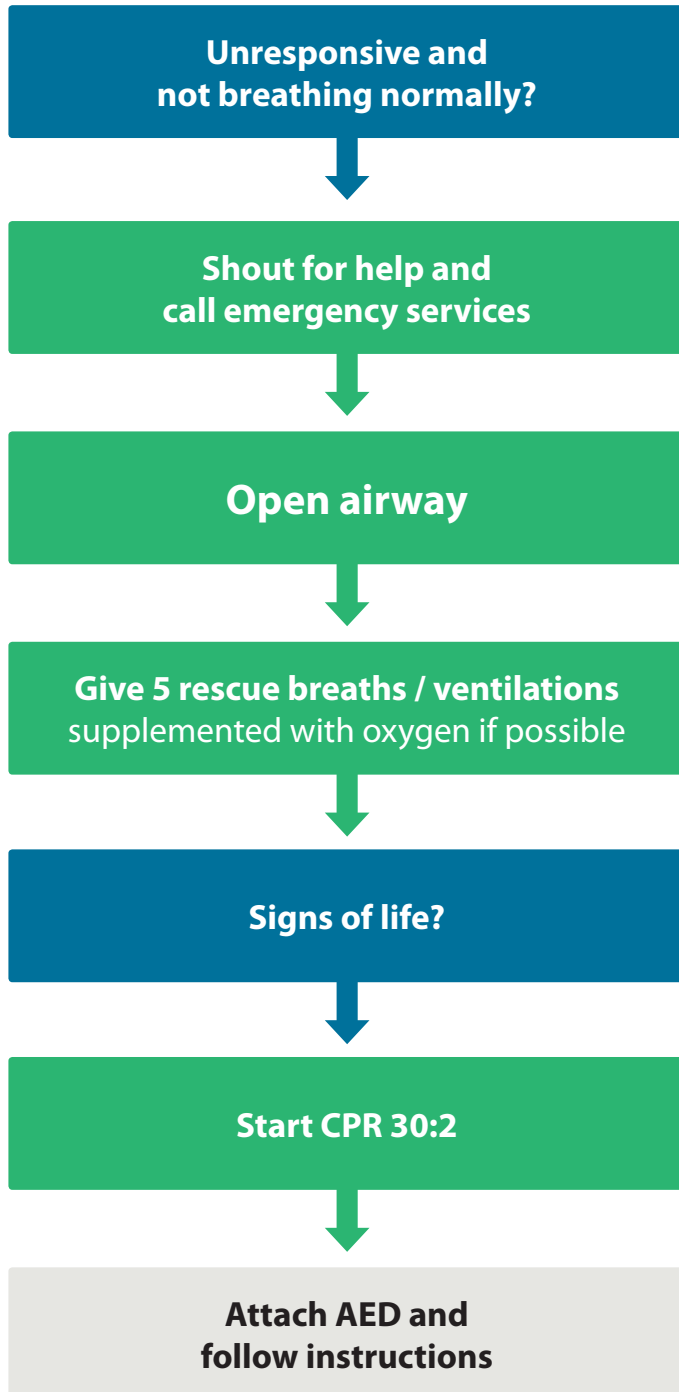 Unresponsive and
not breathing normally?
Shout for help and
call emergency services
Open airway
Give 5 rescue breaths / ventilations
supplemented with oxygen if possible
Signs of life?
Start CPR 30:2
Attach AED and
follow instructions